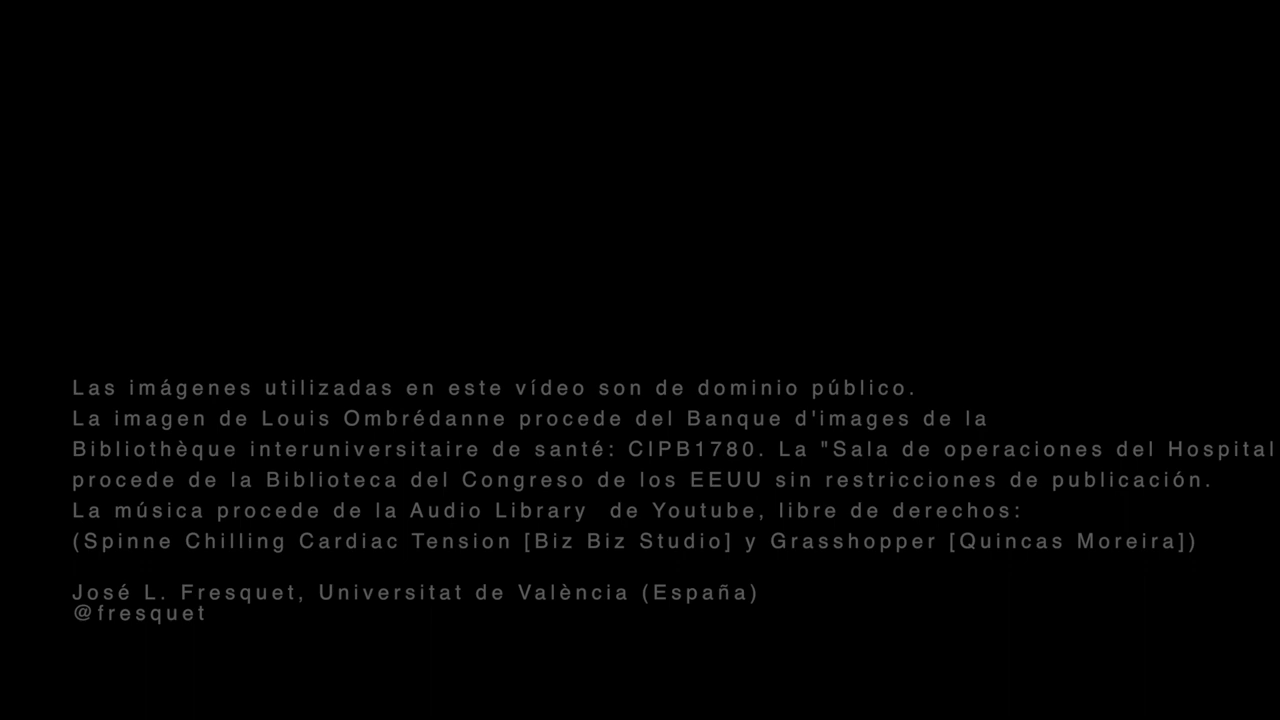 Las imágenes utilizadas en este vídeo son de dominio público.
La imagen de Louis Ombrédanne procede del Banque d'images de la
Bibliothèque interuniversitaire de santé: CIPB1780. La "Sala de operaciones del Hospital
procede de la Biblioteca del Congreso de los EEUU sin restricciones de publicación.
La música procede de la Audio Library  de Youtube, libre de derechos:
(Spinne Chilling Cardiac Tension [Biz Biz Studio] y Grasshopper [Quincas Moreira])
José L. Fresquet, Universitat de València (España)
@fresquet